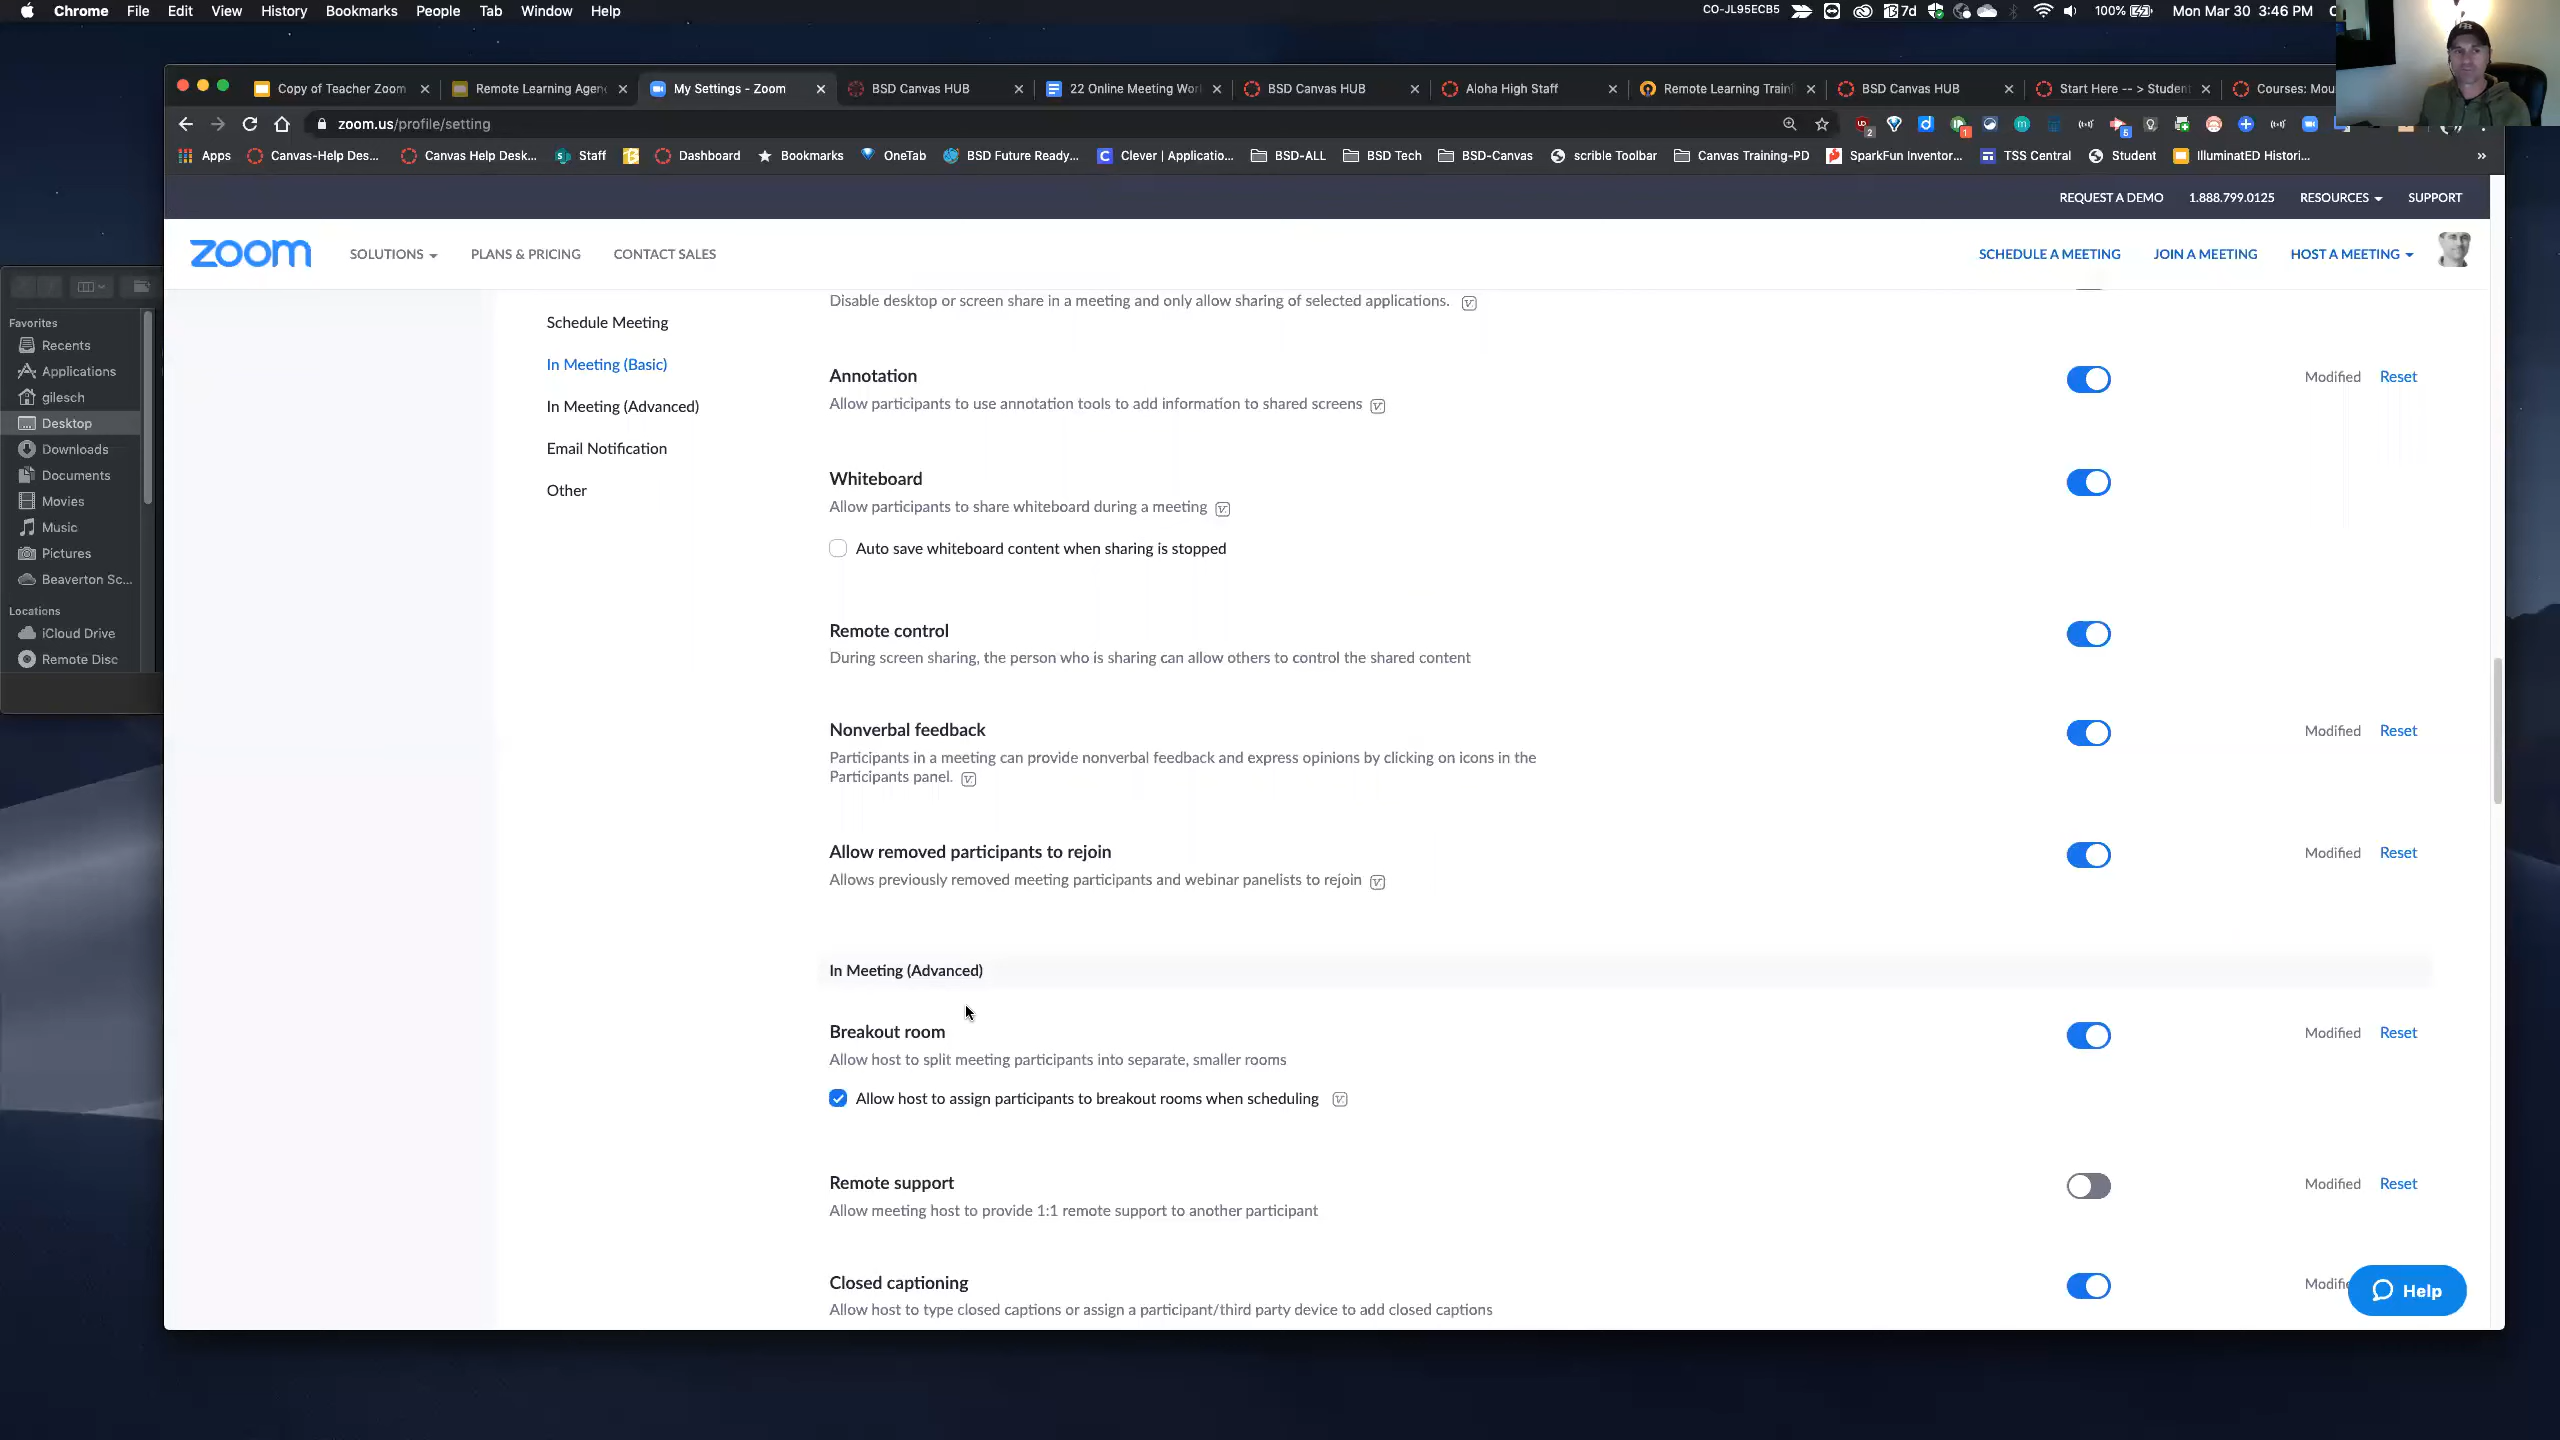 Chrome File Edit View History Bookmarks People Tab Window Help
CO-JL95ECB5 7d 100% Mon Mar 30 3:46 PM
Copy of Teacher Zoom
Remote Learning Agen
My Settings - Zoom
BSD Canvas HUB
22 Online Meeting Wor
BSD Canvas HUB
Aloha High Staff
Remote Learning Train
BSD Canvas HUB
Start Here -- > Student
Courses: Mou
zoom.us/profile/setting
Apps Canvas-Help Des... Canvas Help Desk... Staff Dashboard Bookmarks OneTab BSD Future Ready... Clever | Applicatio... BSD-ALL BSD Tech BSD-Canvas scrible Toolbar Canvas Training-PD SparkFun Inventor... TSS Central Student IlluminatED Histori... »
REQUEST A DEMO 1.888.799.0125 RESOURCES SUPPORT
zoom SOLUTIONS PLANS & PRICING CONTACT SALES SCHEDULE A MEETING JOIN A MEETING HOST A MEETING
Favorites
Recents
Applications
gilesch
Desktop
Downloads
Documents
Movies
Music
Pictures
Beaverton Sc...
Locations
iCloud Drive
Remote Disc
Schedule Meeting
In Meeting (Basic)
In Meeting (Advanced)
Email Notification
Other
Disable desktop or screen share in a meeting and only allow sharing of selected applications.
Annotation
Modified Reset
Allow participants to use annotation tools to add information to shared screens
Whiteboard
Allow participants to share whiteboard during a meeting
Auto save whiteboard content when sharing is stopped
Remote control
During screen sharing, the person who is sharing can allow others to control the shared content
Nonverbal feedback
Modified Reset
Participants in a meeting can provide nonverbal feedback and express opinions by clicking on icons in the
Participants panel.
Allow removed participants to rejoin
Modified Reset
Allows previously removed meeting participants and webinar panelists to rejoin
In Meeting (Advanced)
Breakout room
Modified Reset
Allow host to split meeting participants into separate, smaller rooms
Allow host to assign participants to breakout rooms when scheduling
Remote support
Modified Reset
Allow meeting host to provide 1:1 remote support to another participant
Closed captioning
Modifie
Allow host to type closed captions or assign a participant/third party device to add closed captions
Help